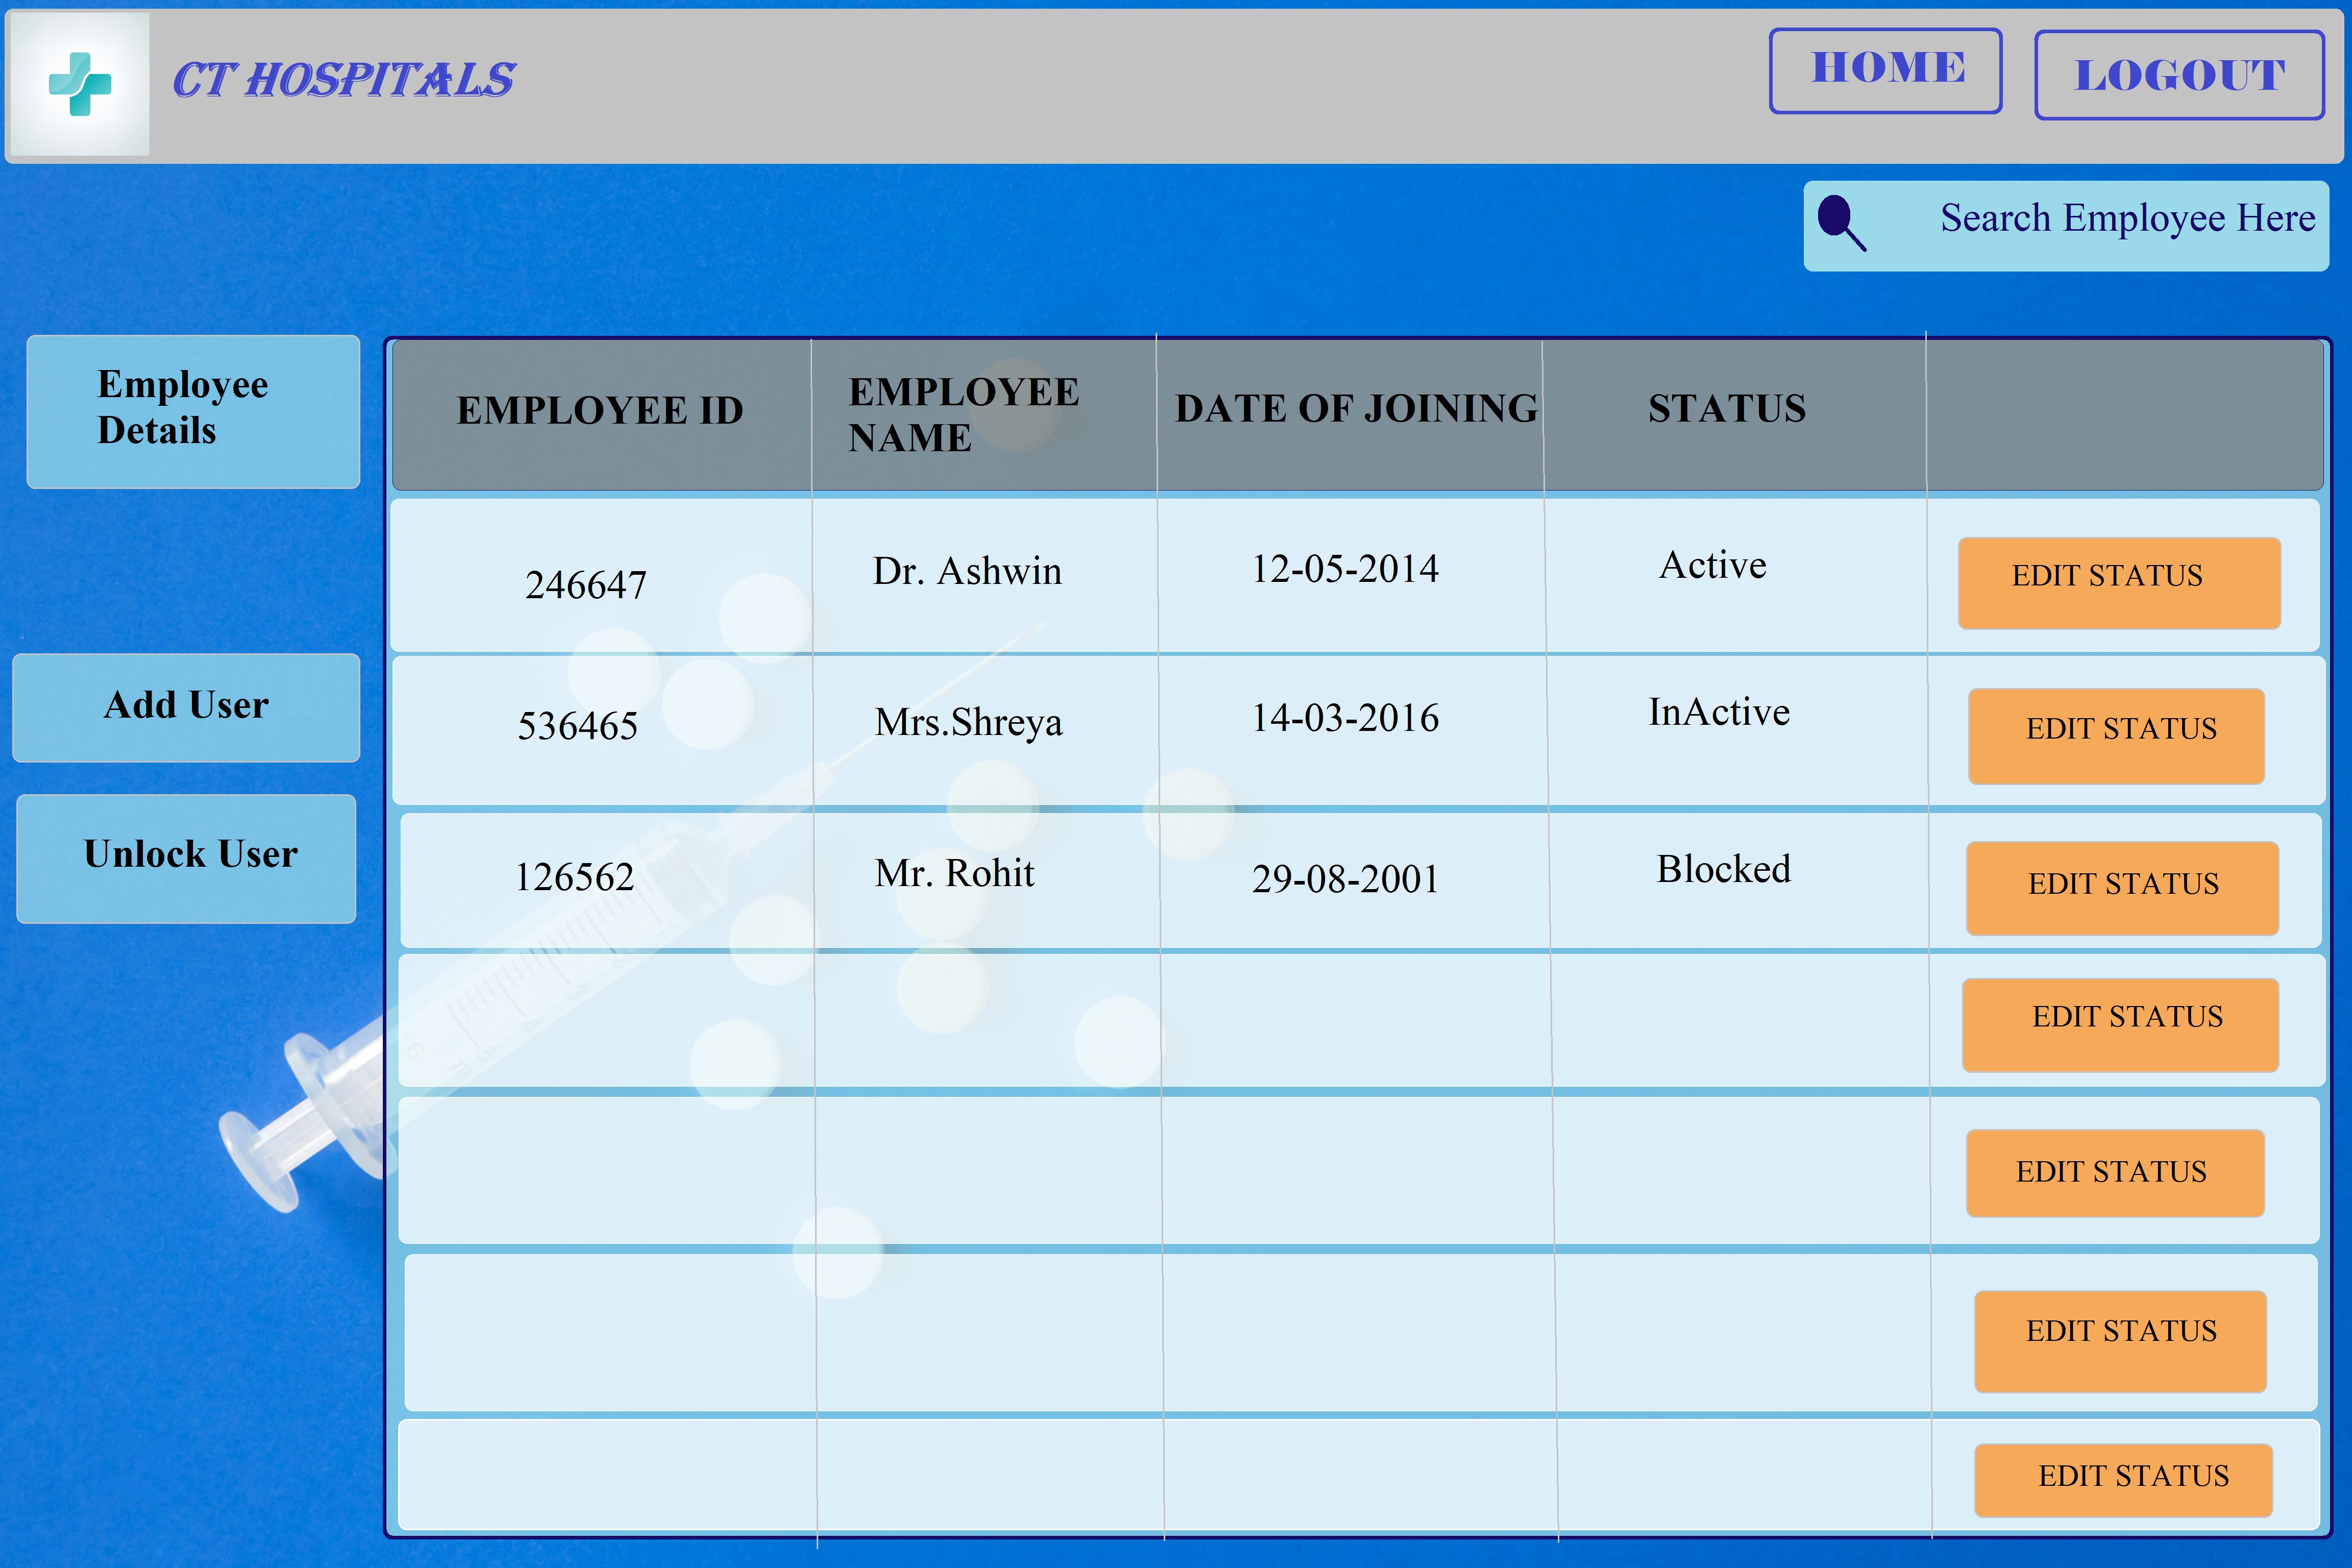 CT HOSPITALS
HOME
LOGOUT
Search Employee Here
Employee
Details
Add User
Unlock User
EMPLOYEE ID
EMPLOYEE
NAME
DATE OF JOINING
STATUS
246647
Dr. Ashwin
12-05-2014
Active
EDIT STATUS
536465
Mrs.Shreya
14-03-2016
InActive
EDIT STATUS
126562
Mr. Rohit
29-08-2001
Blocked
EDIT STATUS
EDIT STATUS
EDIT STATUS
EDIT STATUS
EDIT STATUS